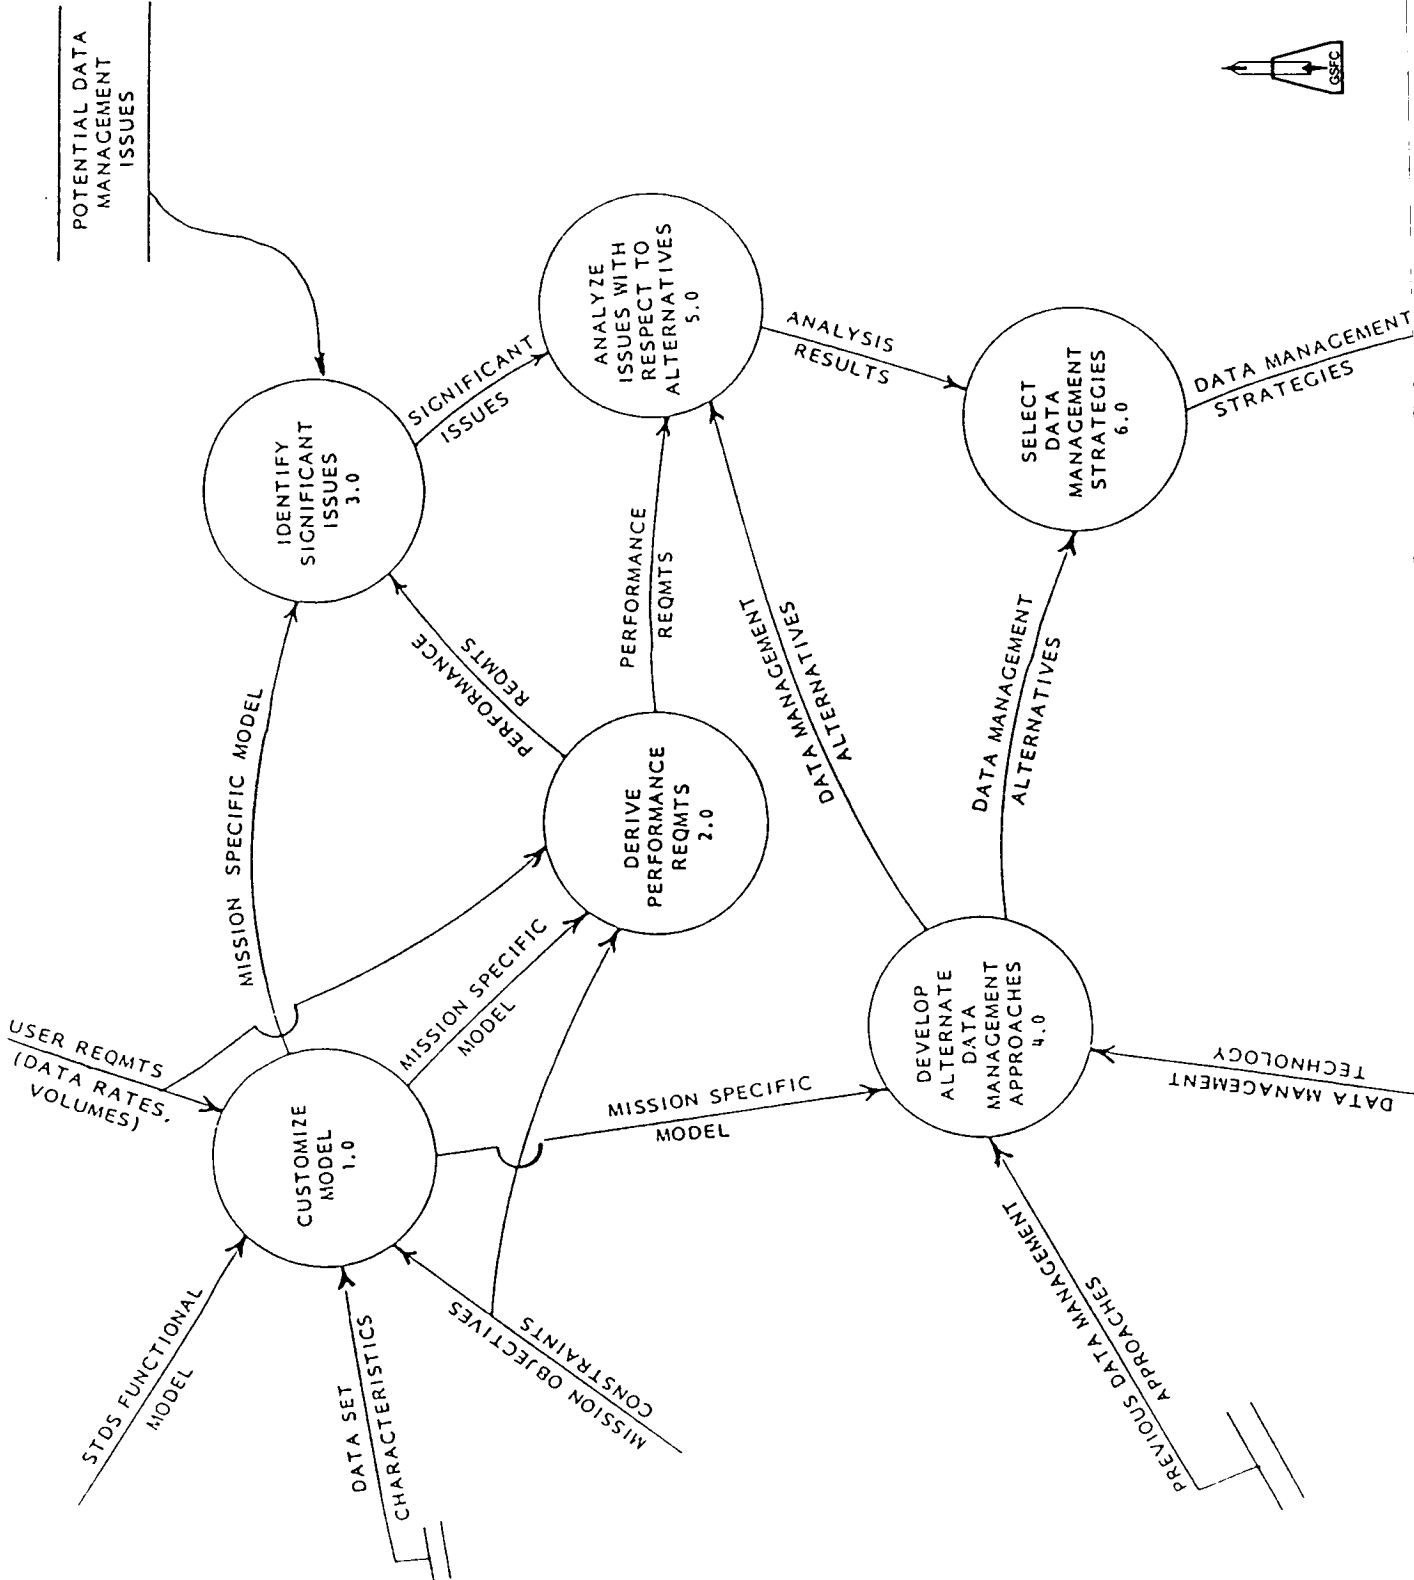 POTENTIAL DATA
MANAGEMENT
ISSUES
GSFC
IDENTIFY
SIGNIFICANT
ISSUES
3.0
SIGNIFICANT
ISSUES
ANALYZE
ISSUES WITH
RESPECT TO
ALTERNATIVES
5.0
ANALYSIS
RESULTS
SELECT
DATA
MANAGEMENT
STRATEGIES
6.0
DATA MANAGEMENT
STRATEGIES
MISSION SPECIFIC MODEL
PERFORMANCE
REQMTS
PERFORMANCE
REQMTS
DATA MANAGEMENT
ALTERNATIVES
DATA MANAGEMENT
ALTERNATIVES
DERIVE
PERFORMANCE
REQMTS
2.0
USER REQMTS
(DATA RATES,
VOLUMES)
MISSION SPECIFIC
MODEL
MISSION SPECIFIC
MODEL
CUSTOMIZE
MODEL
1.0
DEVELOP
ALTERNATE
DATA
MANAGEMENT
APPROACHES
4.0
STDS FUNCTIONAL
MODEL
DATA SET
CHARACTERISTICS
MISSION OBJECTIVES
CONSTRAINTS
PREVIOUS DATA MANAGEMENT
APPROACHES
DATA MANAGEMENT
TECHNOLOGY